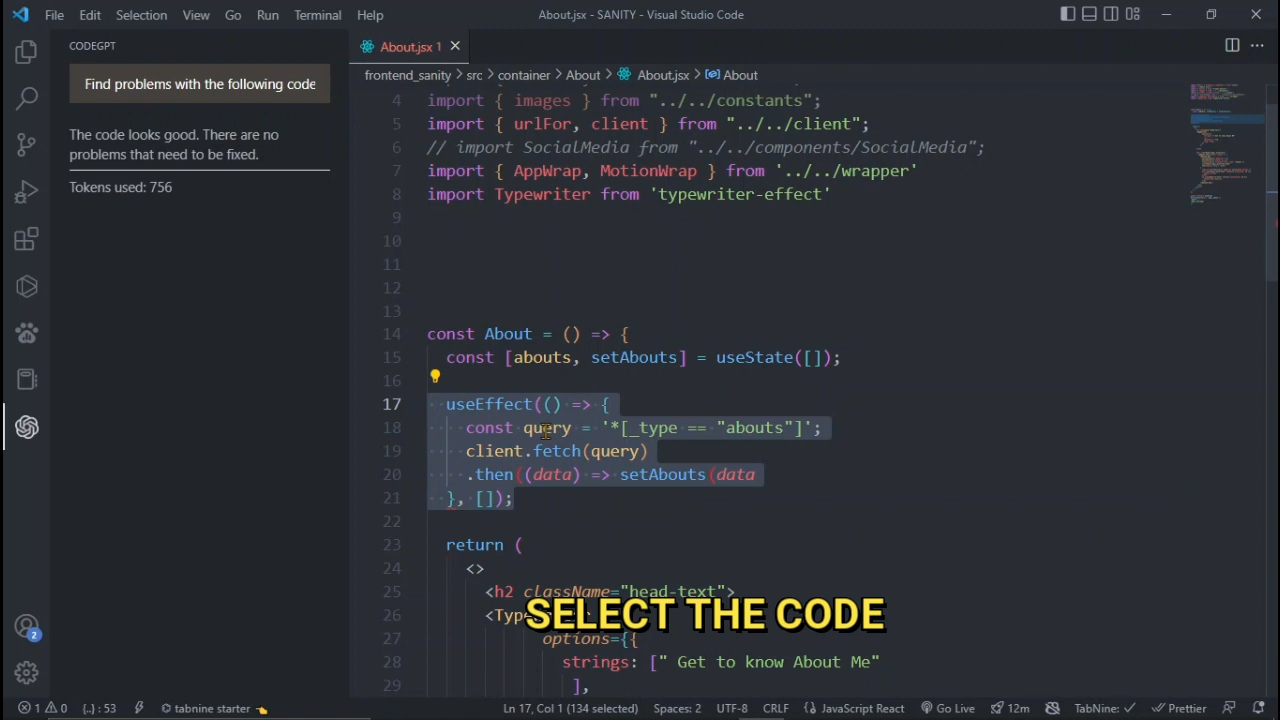 File Edit Selection View Go Run Terminal Help About.jsx - SANITY - Visual Studio Code
CODEGPT
Find problems with the following code
The code looks good. There are no
problems that need to be fixed.
Tokens used: 756
2
About.jsx 1
frontend_sanity > src > container > About > About.jsx > About
4 import { images } from "../../constants";
5 import { urlFor, client } from "../../client";
6 // import SocialMedia from "../../components/SocialMedia";
7 import { AppWrap, MotionWrap } from '../../wrapper'
8 import Typewriter from 'typewriter-effect'
9
10
11
12
13
14 const About = () => {
15 const [abouts, setAbouts] = useState([]);
16
17 useEffect(() => {
18 const query = '*[_type == "abouts"]';
19 client.fetch(query)
20 .then((data) => setAbouts(data
21 }, []);
22
23 return (
24 <>
25 <h2 className="head-text">
26 <Typ
SELECT THE CODE
27 options={{
28 strings: [" Get to know About Me"
29 ],
1 0 {..}: 53 tabnine starter Ln 17, Col 1 (134 selected) Spaces: 2 UTF-8 CRLF {} JavaScript React Go Live 12m TabNine: Prettier